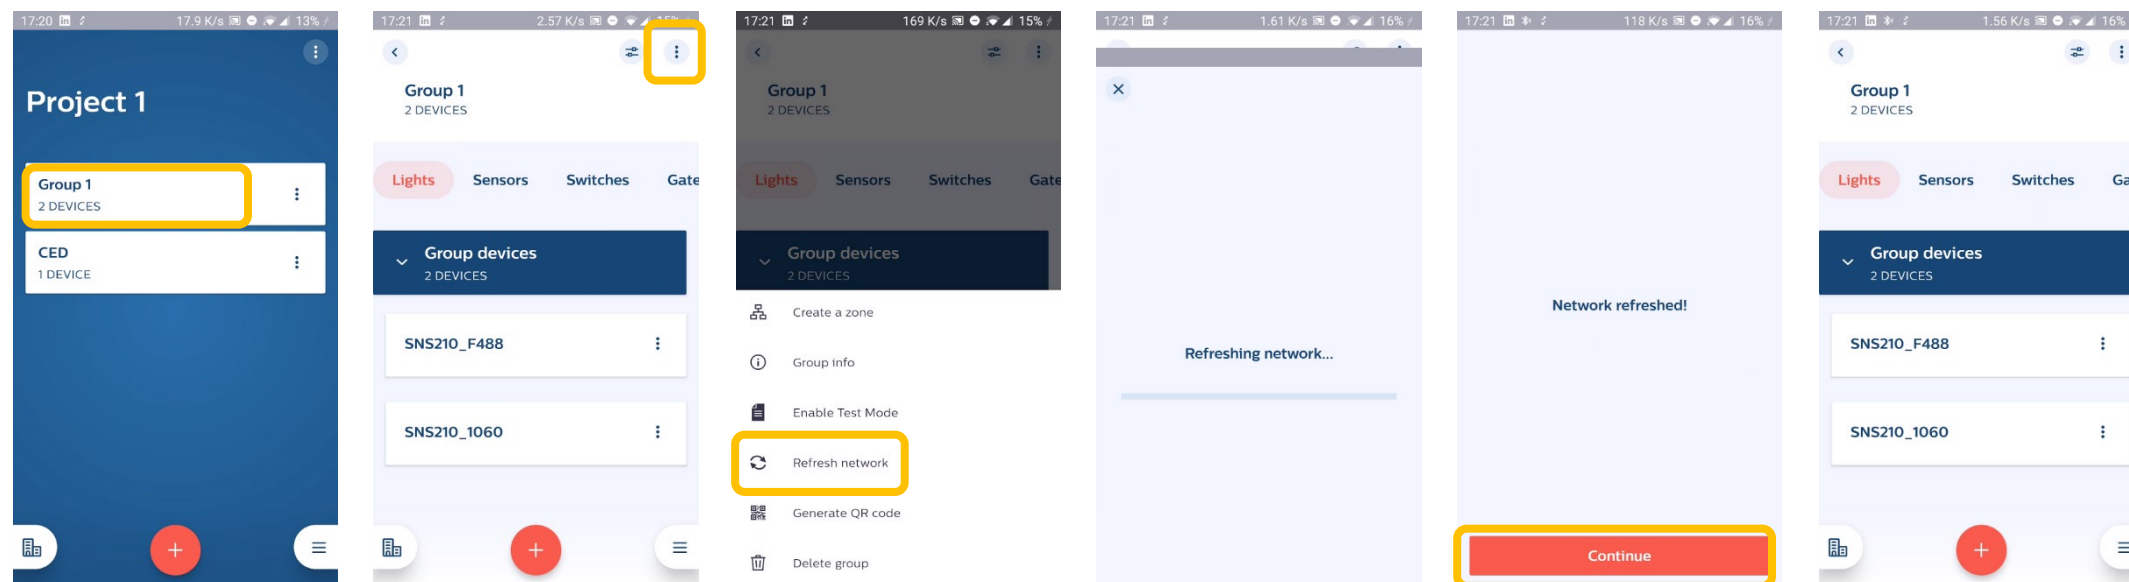 17:20 17.9 K/s 13%
Project 1
Group 1
2 DEVICES
CED
1 DEVICE
17:21 2.57 K/s 15%
Group 1
2 DEVICES
Lights Sensors Switches Gate
Group devices
2 DEVICES
SNS210_F488
SNS210_1060
17:21 169 K/s 15%
Group 1
2 DEVICES
Lights Sensors Switches Gate
Group devices
2 DEVICES
Create a zone
Group info
Enable Test Mode
Refresh network
Generate QR code
Delete group
17:21 1.61 K/s 16%
Refreshing network...
17:21 118 K/s 16%
Network refreshed!
Continue
17:21 1.56 K/s 16%
Group 1
2 DEVICES
Lights Sensors Switches Ga
Group devices
2 DEVICES
SNS210_F488
SNS210_1060